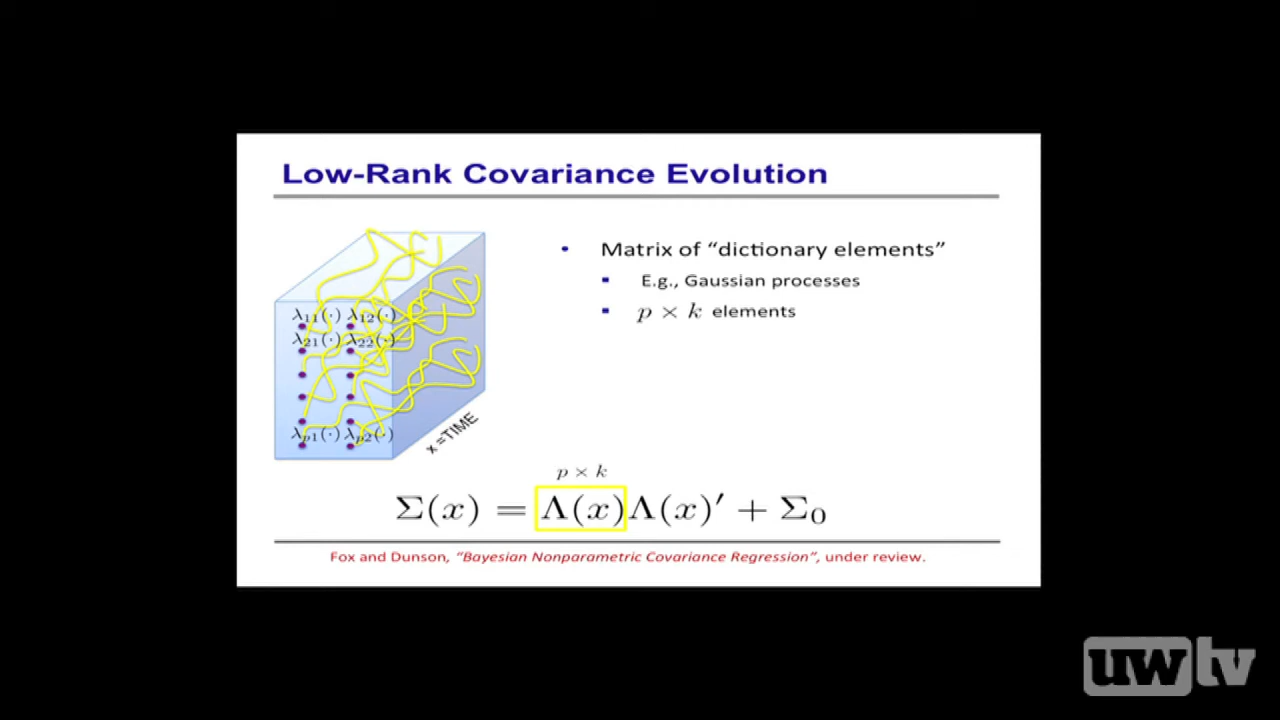 Low-Rank Covariance Evolution
• Matrix of “dictionary elements”
▪ E.g., Gaussian processes
▪ p × k elements
λ11(·) λ12(·)
λ21(·) λ22(·)
λp1(·) λp2(·)
x =TIME
p × k
Σ(x) = Λ(x)Λ(x)′ + Σ0
Fox and Dunson, “Bayesian Nonparametric Covariance Regression”, under review.
uwtv